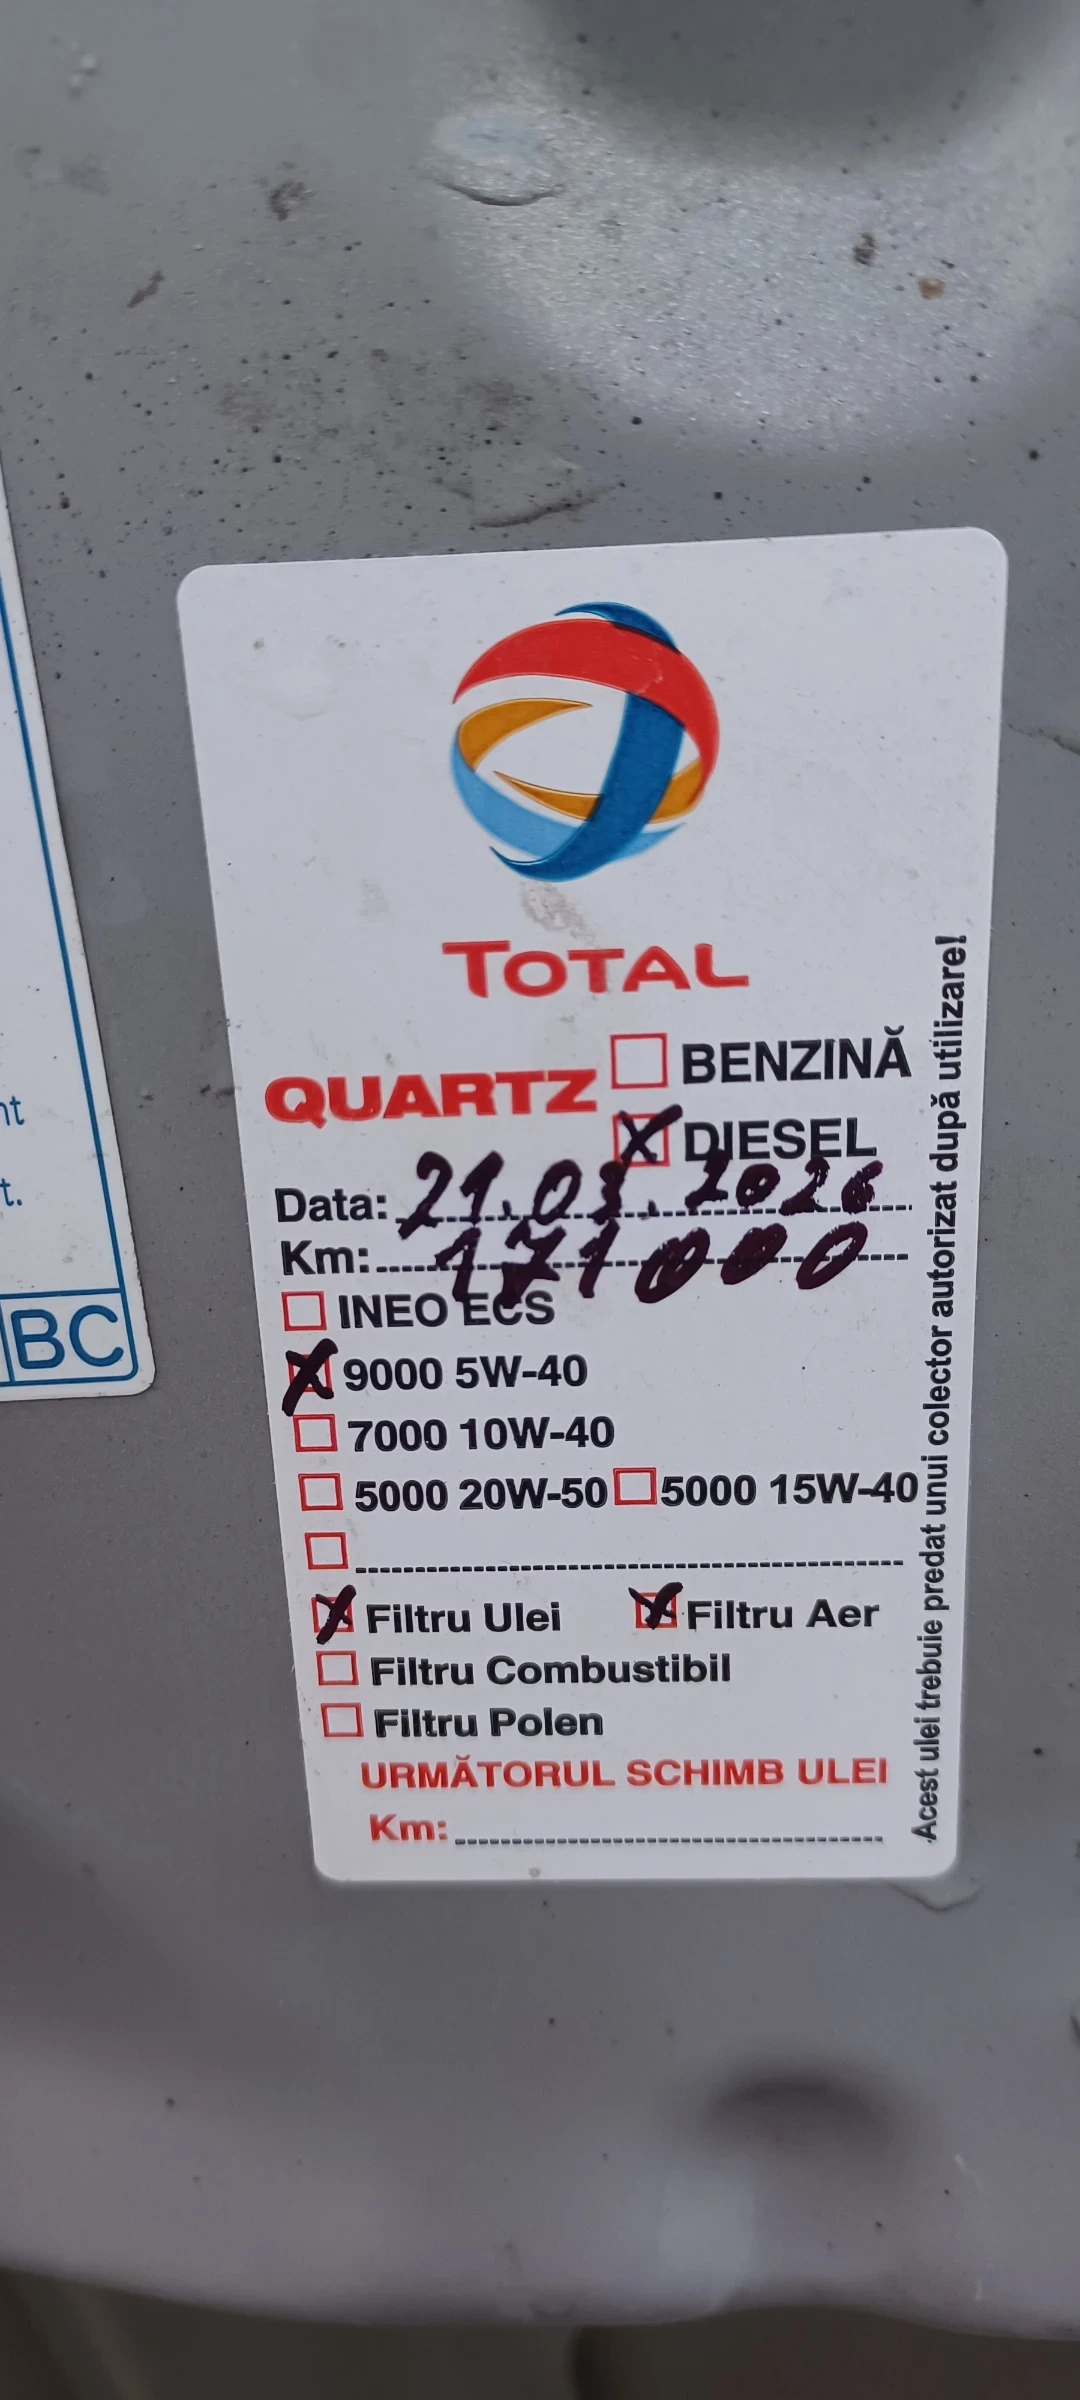 TOTAL
QUARTZ
BENZINĂ
DIESEL
Data: 21.03.2026
Km: 171000
INEO ECS
9000 5W-40
7000 10W-40
5000 20W-50 5000 15W-40
Filtru Ulei Filtru Aer
Filtru Combustibil
Filtru Polen
URMĂTORUL SCHIMB ULEI
Km:
Acest ulei trebuie predat unui colector autorizat după utilizare!
t.
BC